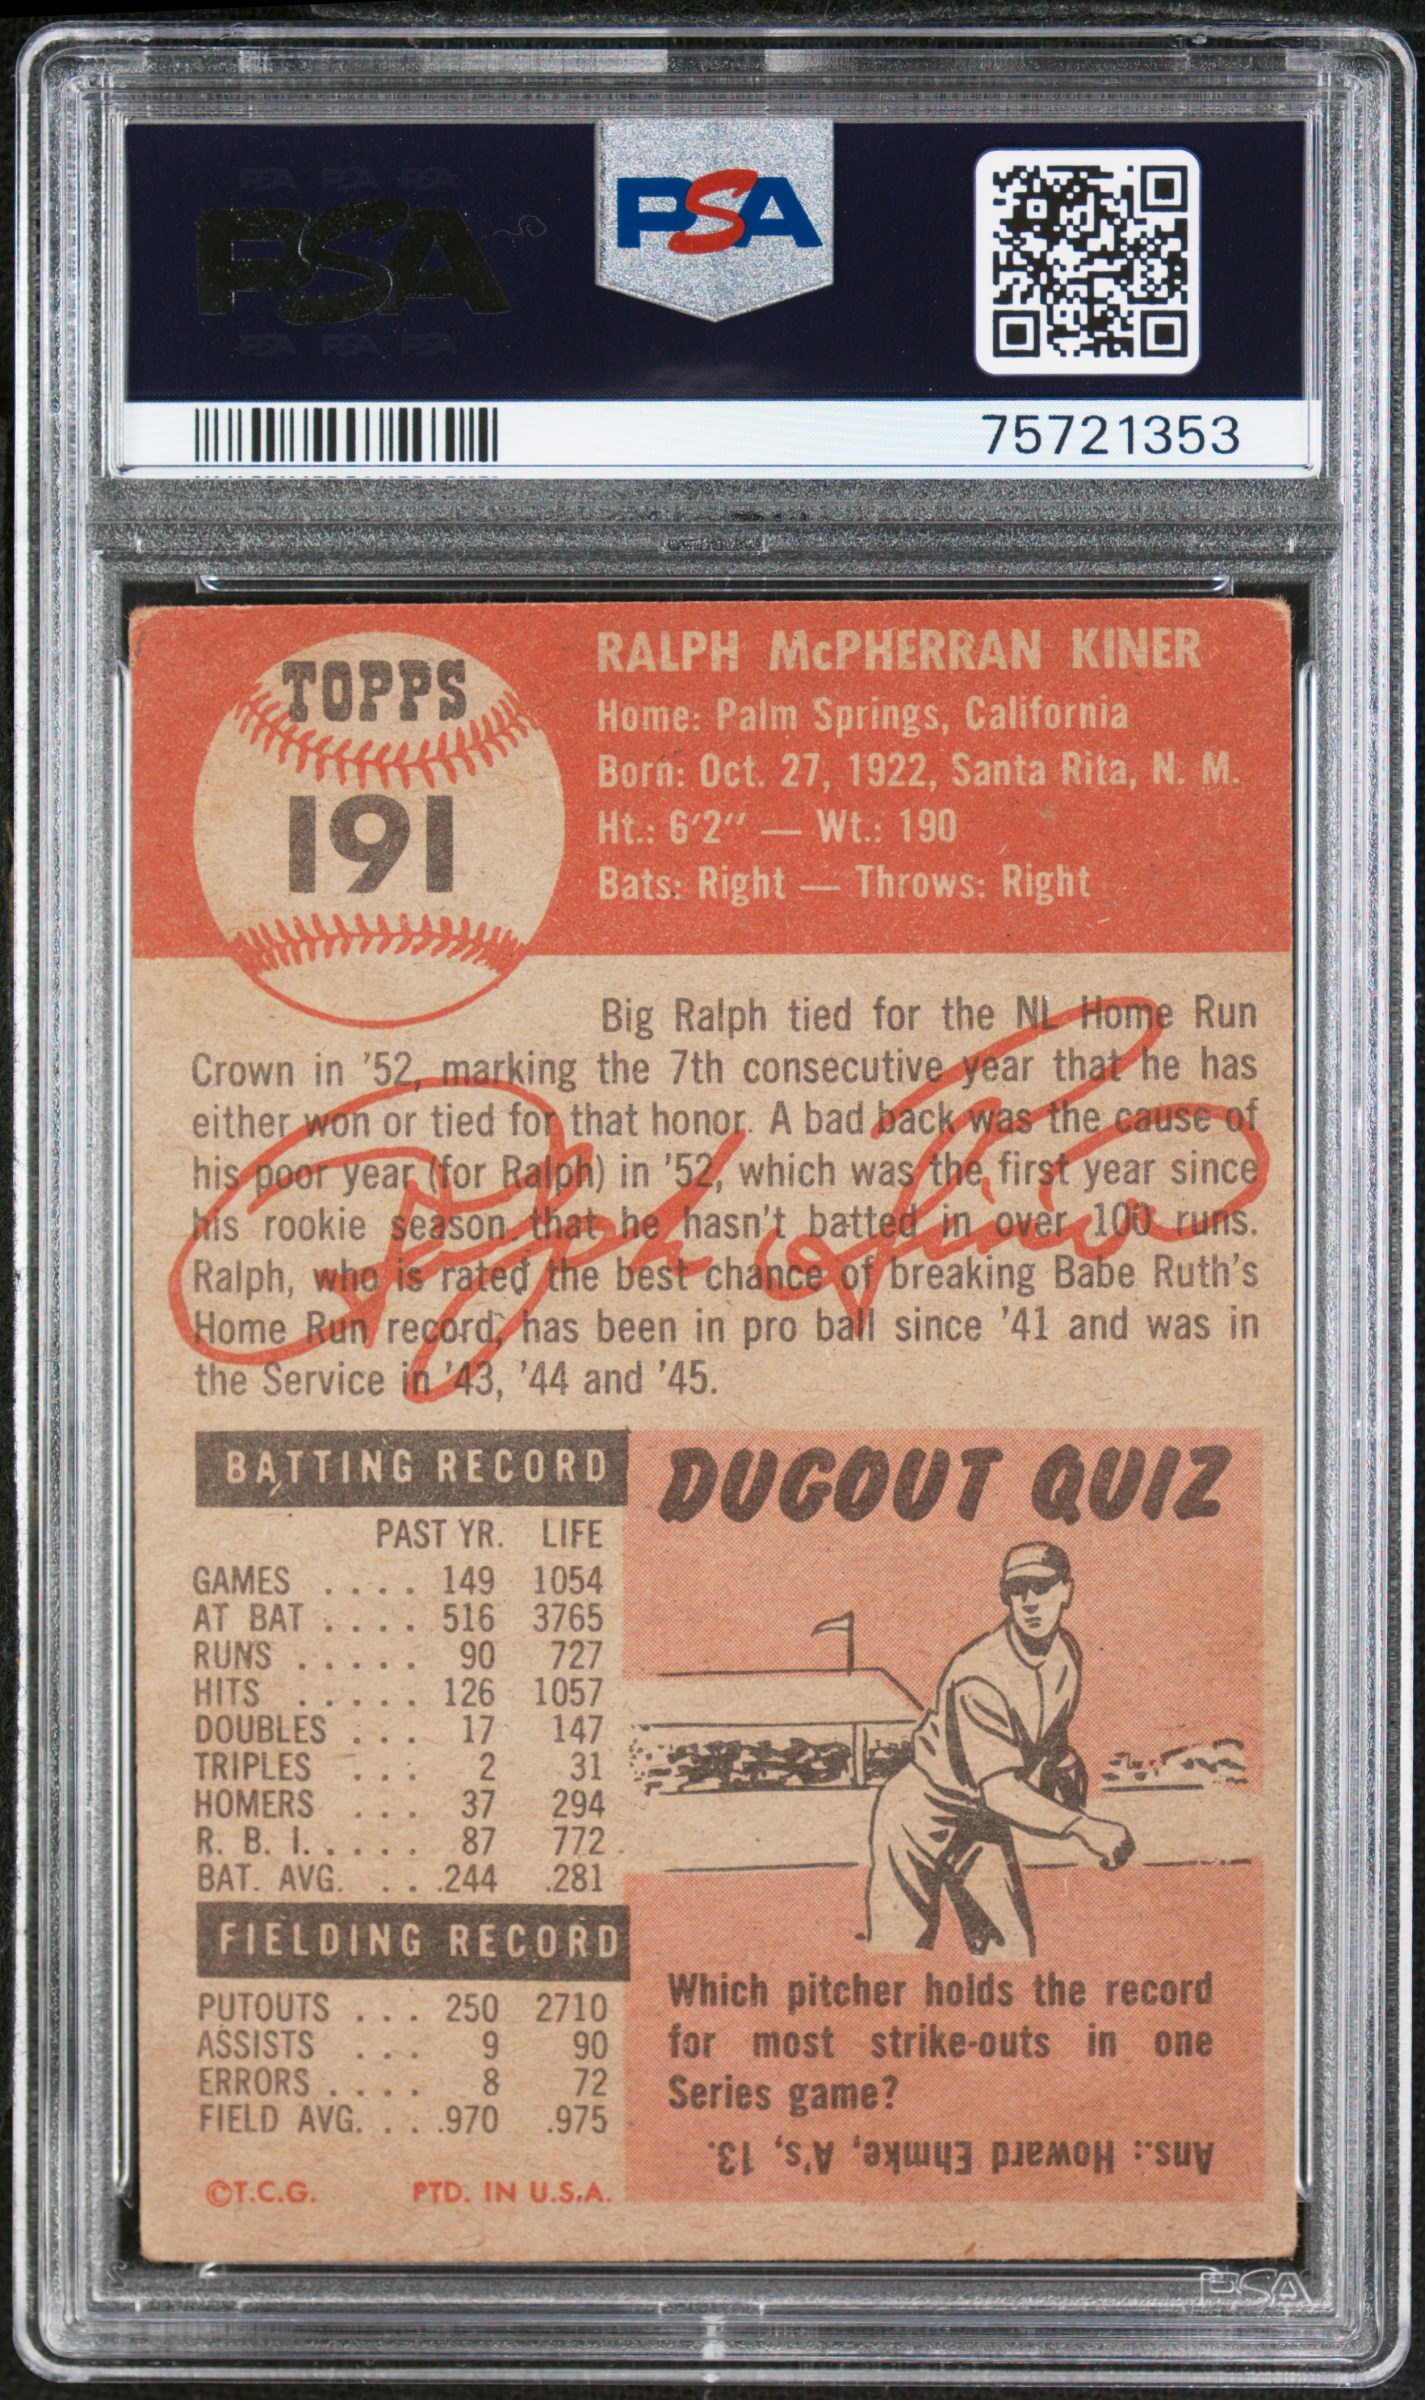 PSA PSA PSA
PSA
PSA PSA PSA
PSA
75721353
TOPPS
191
RALPH McPHERRAN KINER
Home: Palm Springs, California
Born: Oct. 27, 1922, Santa Rita, N. M.
Ht.: 6'2'' — Wt.: 190
Bats: Right — Throws: Right
Big Ralph tied for the NL Home Run
Crown in '52, marking the 7th consecutive year that he has
either won or tied for that honor. A bad back was the cause of
his poor year (for Ralph) in '52, which was the first year since
his rookie season that he hasn't batted in over 100 runs.
Ralph, who is rated the best chance of breaking Babe Ruth's
Home Run record, has been in pro ball since '41 and was in
the Service in '43, '44 and '45.
Ralph Kiner
BATTING RECORD
PAST YR. LIFE
GAMES .... 149 1054
AT BAT .... 516 3765
RUNS ..... 90 727
HITS ..... 126 1057
DOUBLES ... 17 147
TRIPLES ... 2 31
HOMERS ... 37 294
R. B. I. .... 87 772
BAT. AVG. .. .244 .281
FIELDING RECORD
PUTOUTS ... 250 2710
ASSISTS ... 9 90
ERRORS .... 8 72
FIELD AVG. .. .970 .975
©T.C.G. PTD. IN U.S.A.
DUGOUT QUIZ
Which pitcher holds the record
for most strike-outs in one
Series game?
Ans.: Howard Ehmke, A's, 13.
PSA